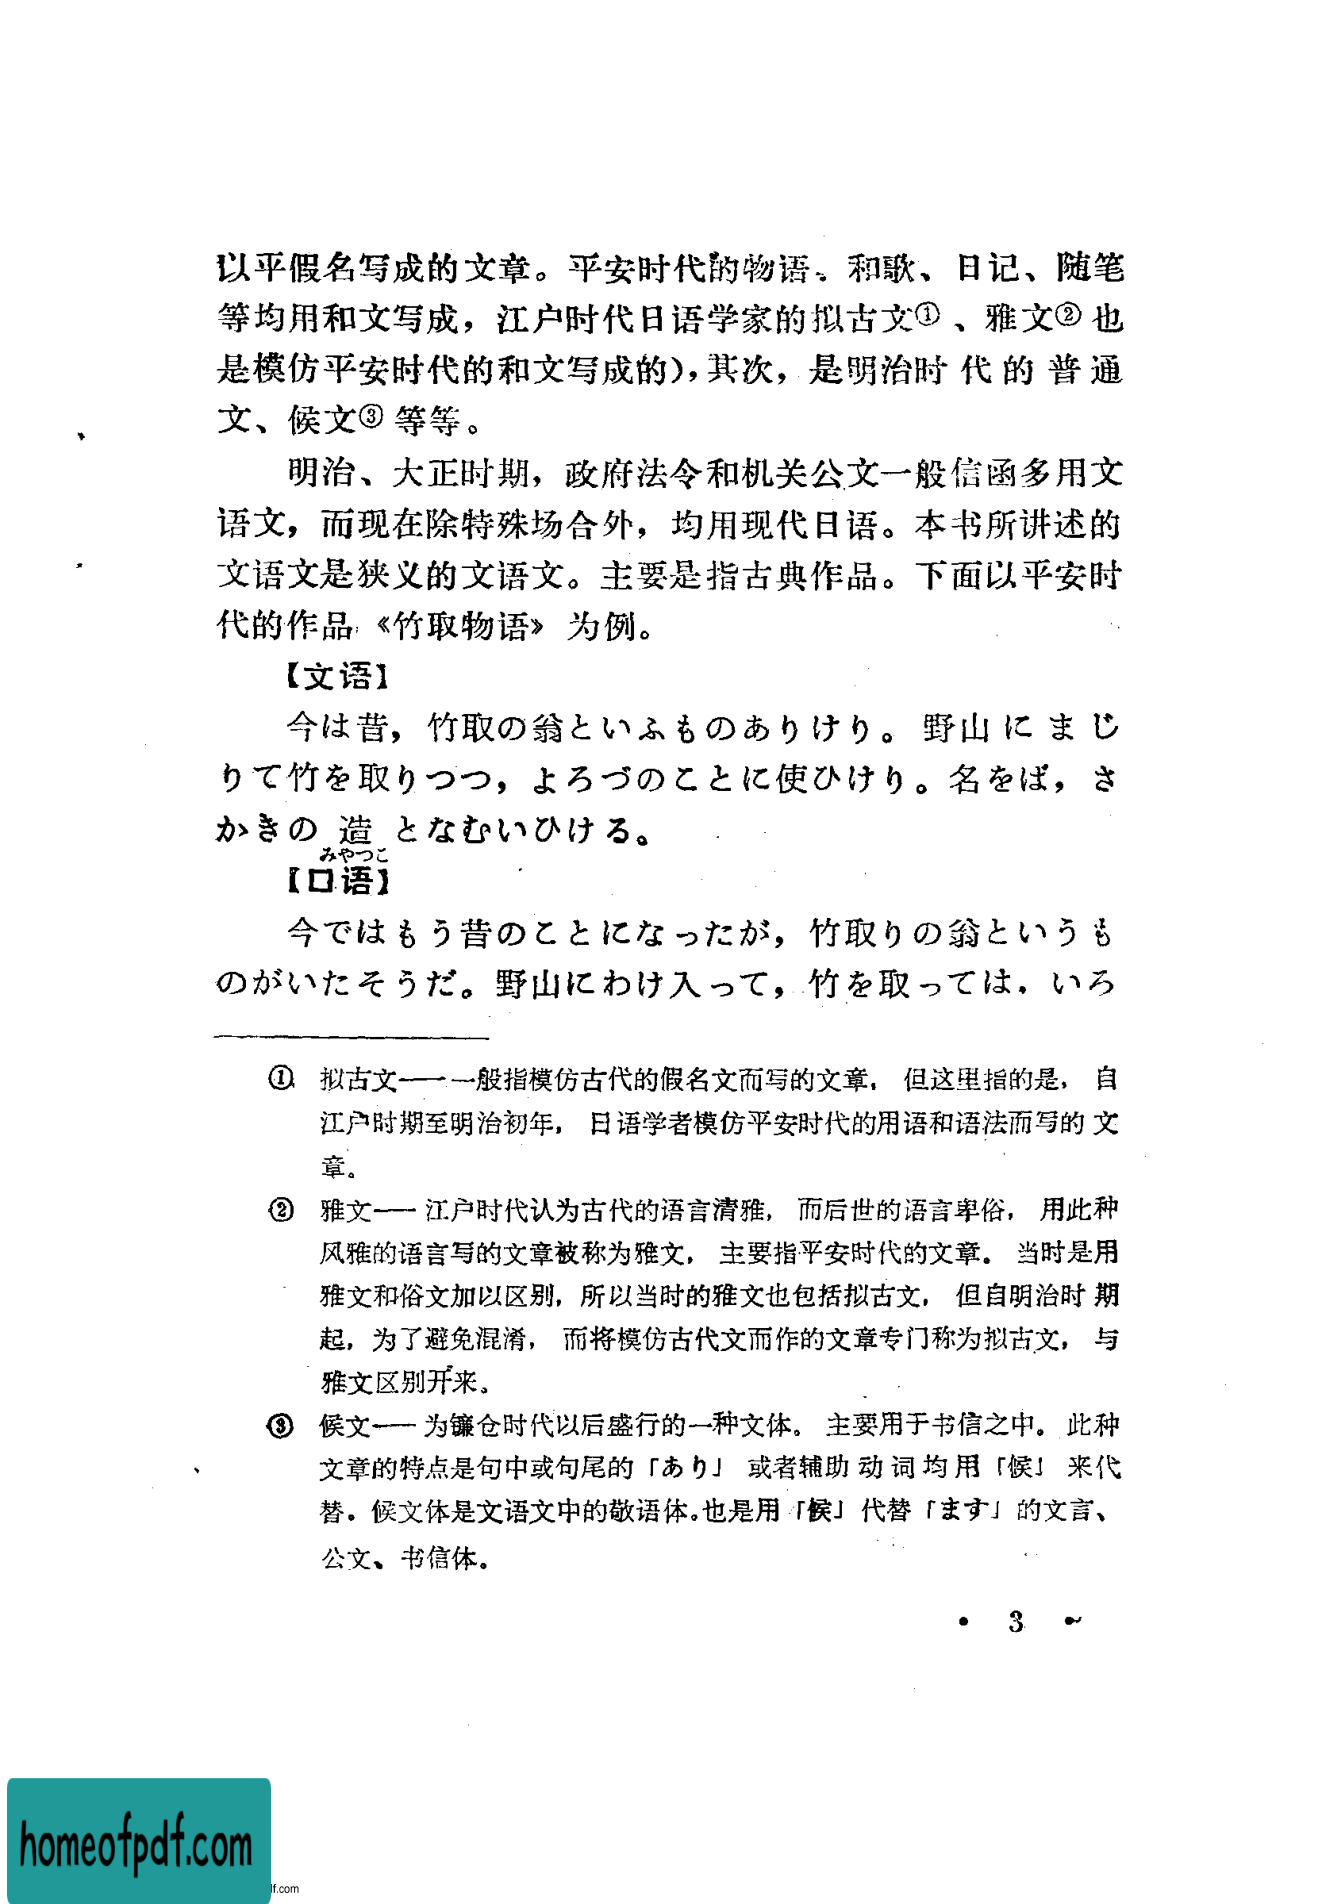 以平假名写成的文章。平安时代的物语、和歌、日记、随笔
等均用和文写成，江户时代日语学家的拟古文①、雅文②也
是模仿平安时代的和文写成的），其次，是明治时代的普通
文、候文③等等。
明治、大正时期，政府法令和机关公文一般信函多用文
语文，而现在除特殊场合外，均用现代日语。本书所讲述的
文语文是狭义的文语文。主要是指古典作品。下面以平安时
代的作品《竹取物语》为例。
【文语】
今は昔，竹取の翁といふものありけり。野山にまじ
りて竹を取りつつ，よろづのことに使ひけり。名をば，さ
かきの造となむいひける。
みやつこ
【口语】
今ではもう昔のことになったが，竹取りの翁というも
のがいたそうだ。野山にわけ入って，竹を取っては，いろ
① 拟古文——一般指模仿古代的假名文而写的文章，但这里指的是，自
江户时期至明治初年，日语学者模仿平安时代的用语和语法而写的文
章。
② 雅文——江户时代认为古代的语言清雅，而后世的语言卑俗，用此种
风雅的语言写的文章被称为雅文，主要指平安时代的文章。当时是用
雅文和俗文加以区别，所以当时的雅文也包括拟古文，但自明治时期
起，为了避免混淆，而将模仿古代文而作的文章专门称为拟古文，与
雅文区别开来。
③ 候文——为镰仓时代以后盛行的一种文体。主要用于书信之中。此种
文章的特点是句中或句尾的「あり」或者辅助动词均用「候」来代
替。候文体是文语文中的敬语体。也是用「候」代替「ます」的文言、
公文、书信体。
• 3 •
homeofpdf.com
lf.com